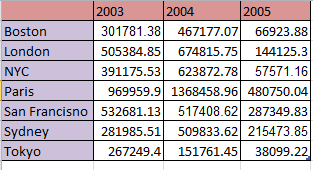 2003 2004 2005
Boston 301781.38 467177.07 66923.88
London 505384.85 674815.75 144125.3
NYC 391175.53 623872.78 57571.16
Paris 969959.9 1368458.96 480750.04
San Francisno 532681.13 517408.62 287349.83
Sydney 281985.51 509833.62 215473.85
Tokyo 267249.4 151761.45 38099.22